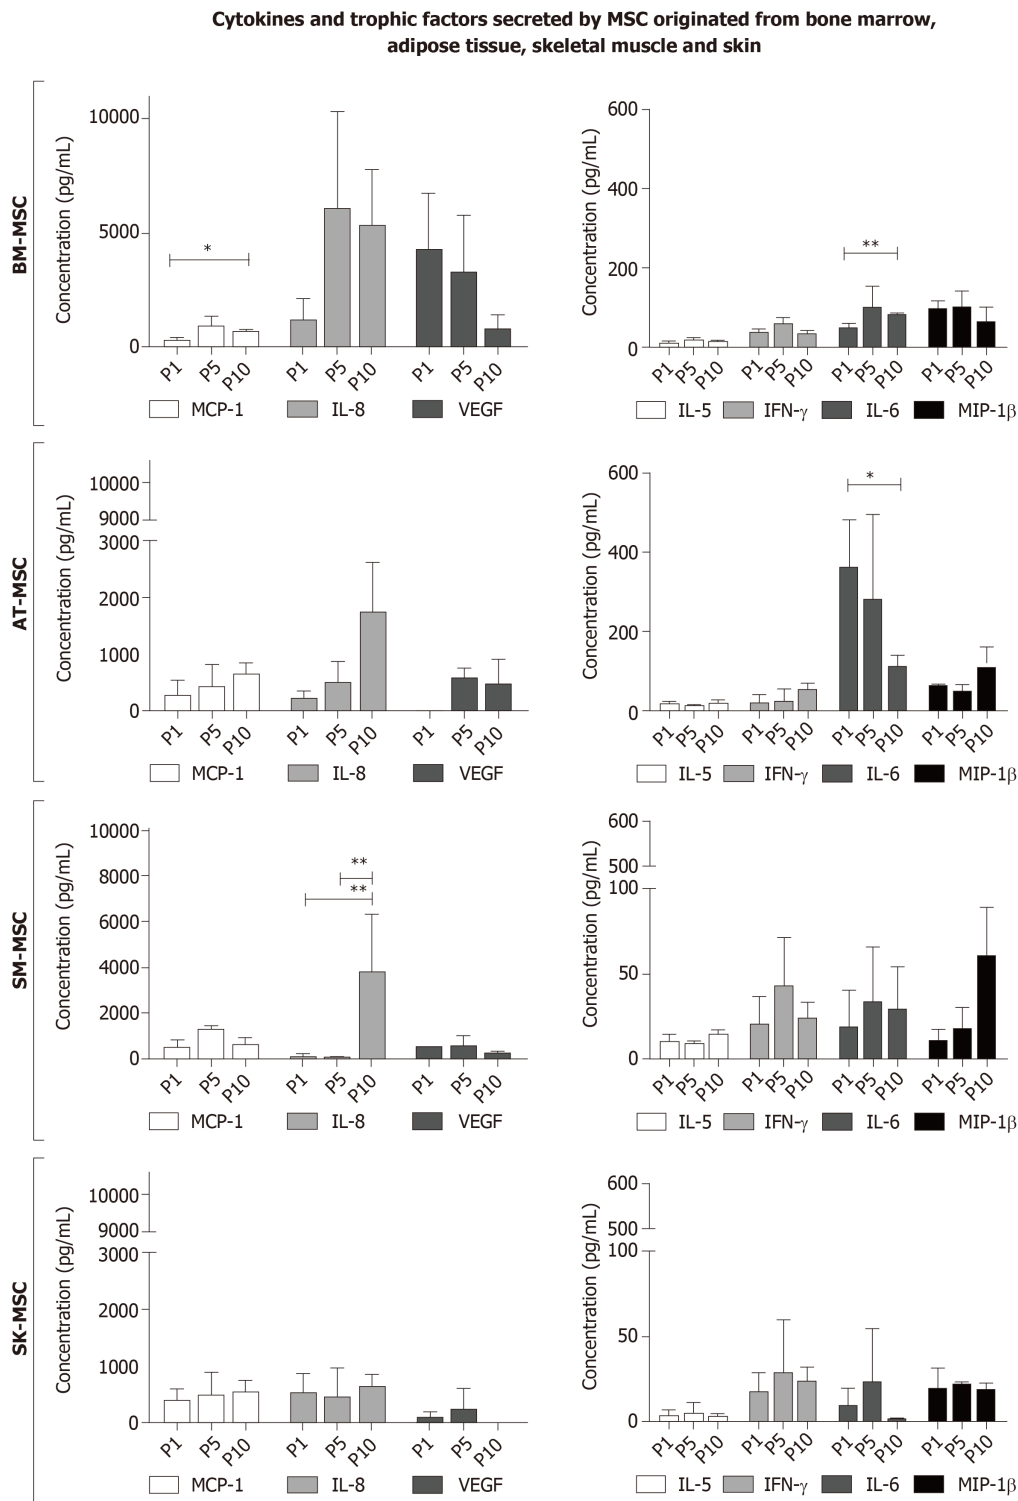 Cytokines and trophic factors secreted by MSC originated from bone marrow,
adipose tissue, skeletal muscle and skin
BM-MSC
Concentration (pg/mL)
10000
5000
0
*
P1 P5 P10 P1 P5 P10 P1 P5 P10
MCP-1 IL-8 VEGF
Concentration (pg/mL)
600
400
200
0
**
P1 P5 P10 P1 P5 P10 P1 P5 P10 P1 P5 P10
IL-5 IFN-γ IL-6 MIP-1β
AT-MSC
Concentration (pg/mL)
10000
9000
3000
2000
1000
0
P1 P5 P10 P1 P5 P10 P1 P5 P10
MCP-1 IL-8 VEGF
Concentration (pg/mL)
600
400
200
0
*
P1 P5 P10 P1 P5 P10 P1 P5 P10 P1 P5 P10
IL-5 IFN-γ IL-6 MIP-1β
SM-MSC
Concentration (pg/mL)
10000
8000
6000
4000
2000
0
**
**
P1 P5 P10 P1 P5 P10 P1 P5 P10
MCP-1 IL-8 VEGF
Concentration (pg/mL)
600
500
100
50
0
P1 P5 P10 P1 P5 P10 P1 P5 P10 P1 P5 P10
IL-5 IFN-γ IL-6 MIP-1β
SK-MSC
Concentration (pg/mL)
10000
9000
3000
2000
1000
0
P1 P5 P10 P1 P5 P10 P1 P5 P10
MCP-1 IL-8 VEGF
Concentration (pg/mL)
600
500
100
50
0
P1 P5 P10 P1 P5 P10 P1 P5 P10 P1 P5 P10
IL-5 IFN-γ IL-6 MIP-1β